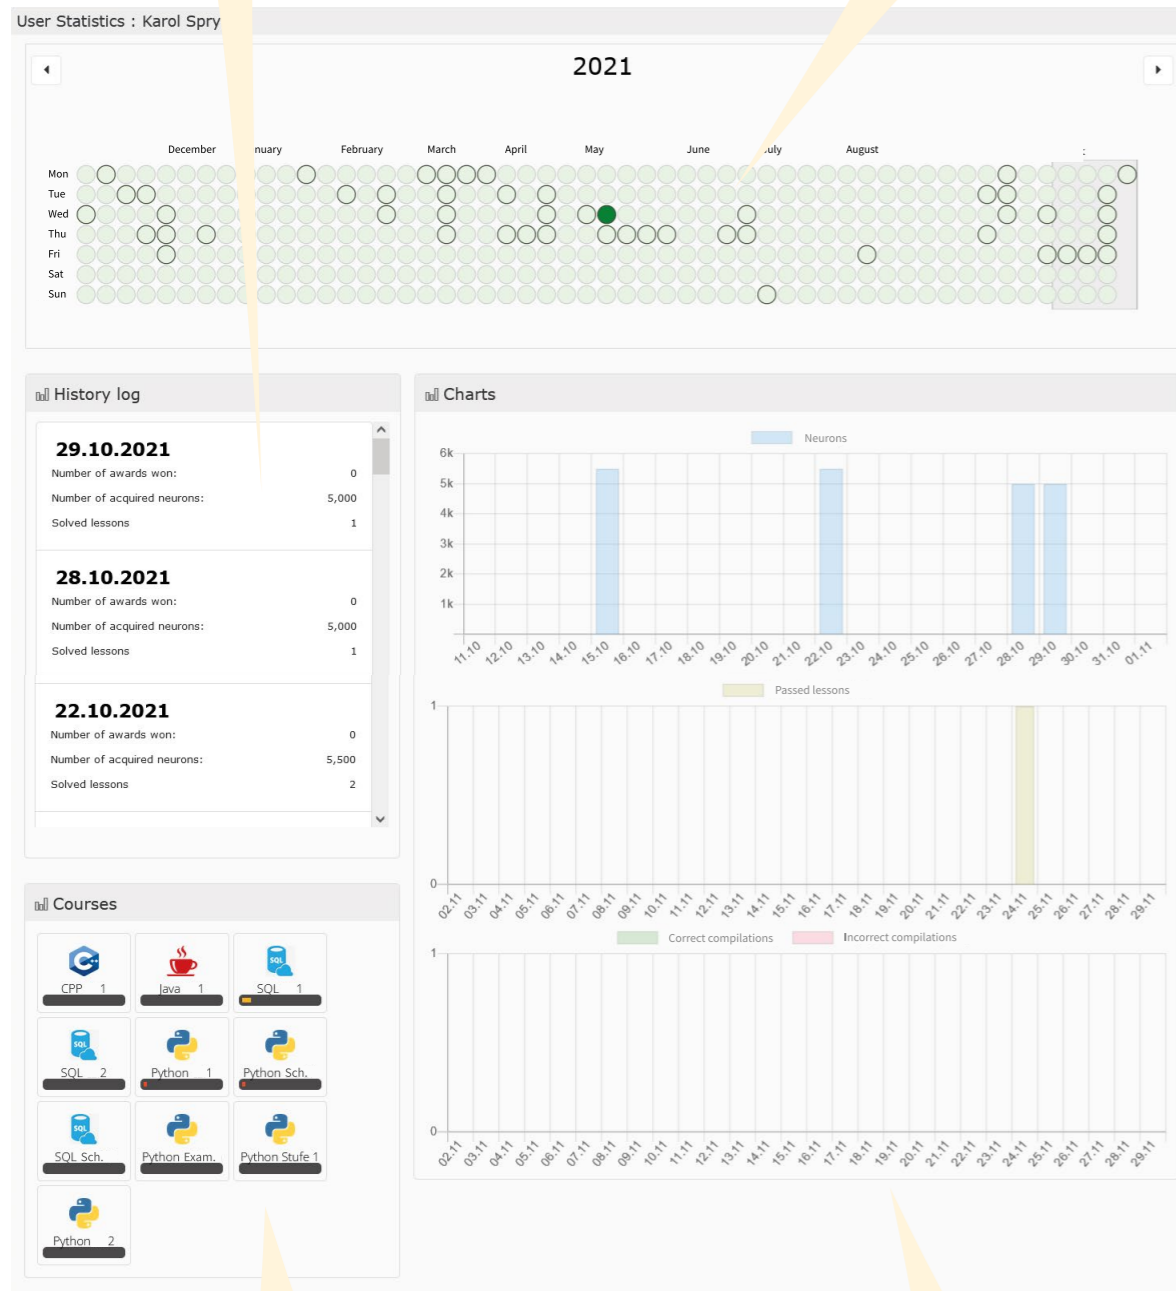 User Statistics : Karol Spry
2021
December nuary February March April May June uly August :
Mon
Tue
Wed
Thu
Fri
Sat
Sun
History log
29.10.2021
Number of awards won: 0
Number of acquired neurons: 5,000
Solved lessons 1
28.10.2021
Number of awards won: 0
Number of acquired neurons: 5,000
Solved lessons 1
22.10.2021
Number of awards won: 0
Number of acquired neurons: 5,500
Solved lessons 2
Charts
Neurons
6k
5k
4k
3k
2k
1k
11.10 12.10 13.10 14.10 15.10 16.10 17.10 18.10 19.10 20.10 21.10 22.10 23.10 24.10 25.10 26.10 27.10 28.10 29.10 30.10 31.10 01.11
Passed lessons
1
0
02.11 03.11 04.11 05.11 06.11 07.11 08.11 09.11 10.11 11.11 12.11 13.11 14.11 15.11 16.11 17.11 18.11 19.11 20.11 21.11 22.11 23.11 24.11 25.11 26.11 27.11 28.11 29.11
Correct compilations Incorrect compilations
1
0
02.11 03.11 04.11 05.11 06.11 07.11 08.11 09.11 10.11 11.11 12.11 13.11 14.11 15.11 16.11 17.11 18.11 19.11 20.11 21.11 22.11 23.11 24.11 25.11 26.11 27.11 28.11 29.11
Courses
CPP 1 Java 1 SQL SQL 1
SQL SQL 2 Python 1 Python Sch.
SQL SQL Sch. Python Exam. Python Stufe 1
Python 2